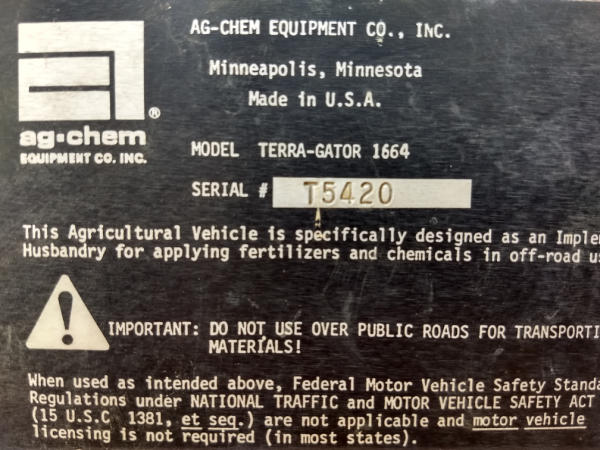 AG-CHEM EQUIPMENT CO., INC.
Minneapolis, Minnesota
Made in U.S.A.
®
ag·chem
EQUIPMENT CO. INC.
MODEL TERRA-GATOR 1664
SERIAL # T5420
This Agricultural Vehicle is specifically designed as an Imple
Husbandry for applying fertilizers and chemicals in off-road u
IMPORTANT: DO NOT USE OVER PUBLIC ROADS FOR TRANSPORTI
MATERIALS!
When used as intended above, Federal Motor Vehicle Safety Standa
Regulations under NATIONAL TRAFFIC and MOTOR VEHICLE SAFETY ACT
(15 U.S.C 1381, et seq.) are not applicable and motor vehicle
licensing is not required (in most states).